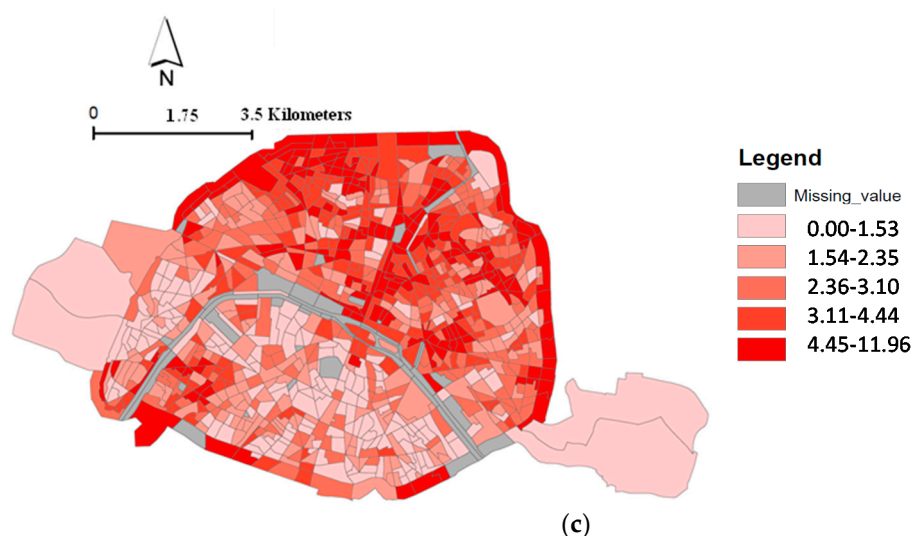 N
0 1.75 3.5 Kilometers
Legend
Missing_value
0.00-1.53
1.54-2.35
2.36-3.10
3.11-4.44
4.45-11.96
(c)